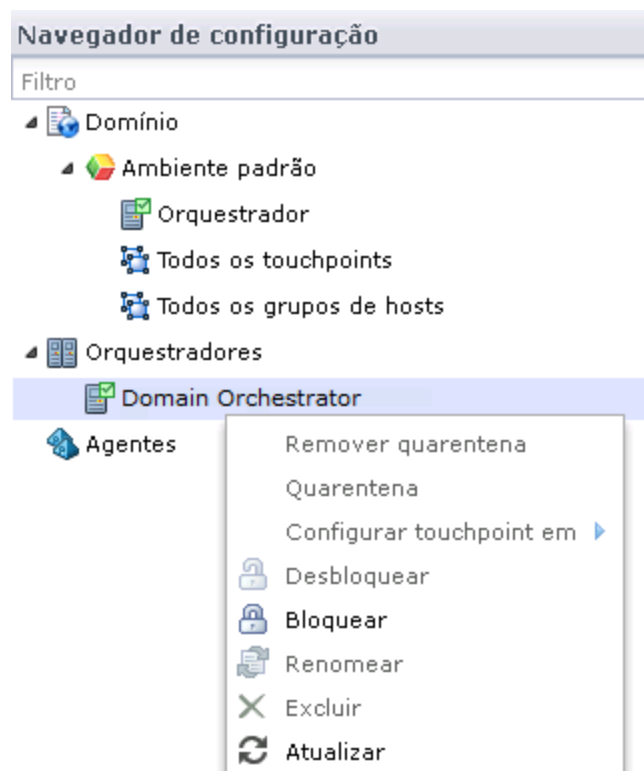 Navegador de configuração
Filtro
Domínio
Ambiente padrão
Orquestrador
Todos os touchpoints
Todos os grupos de hosts
Orquestradores
Domain Orchestrator
Agentes
Remover quarentena
Quarentena
Configurar touchpoint em
Desbloquear
Bloquear
Renomear
Excluir
Atualizar